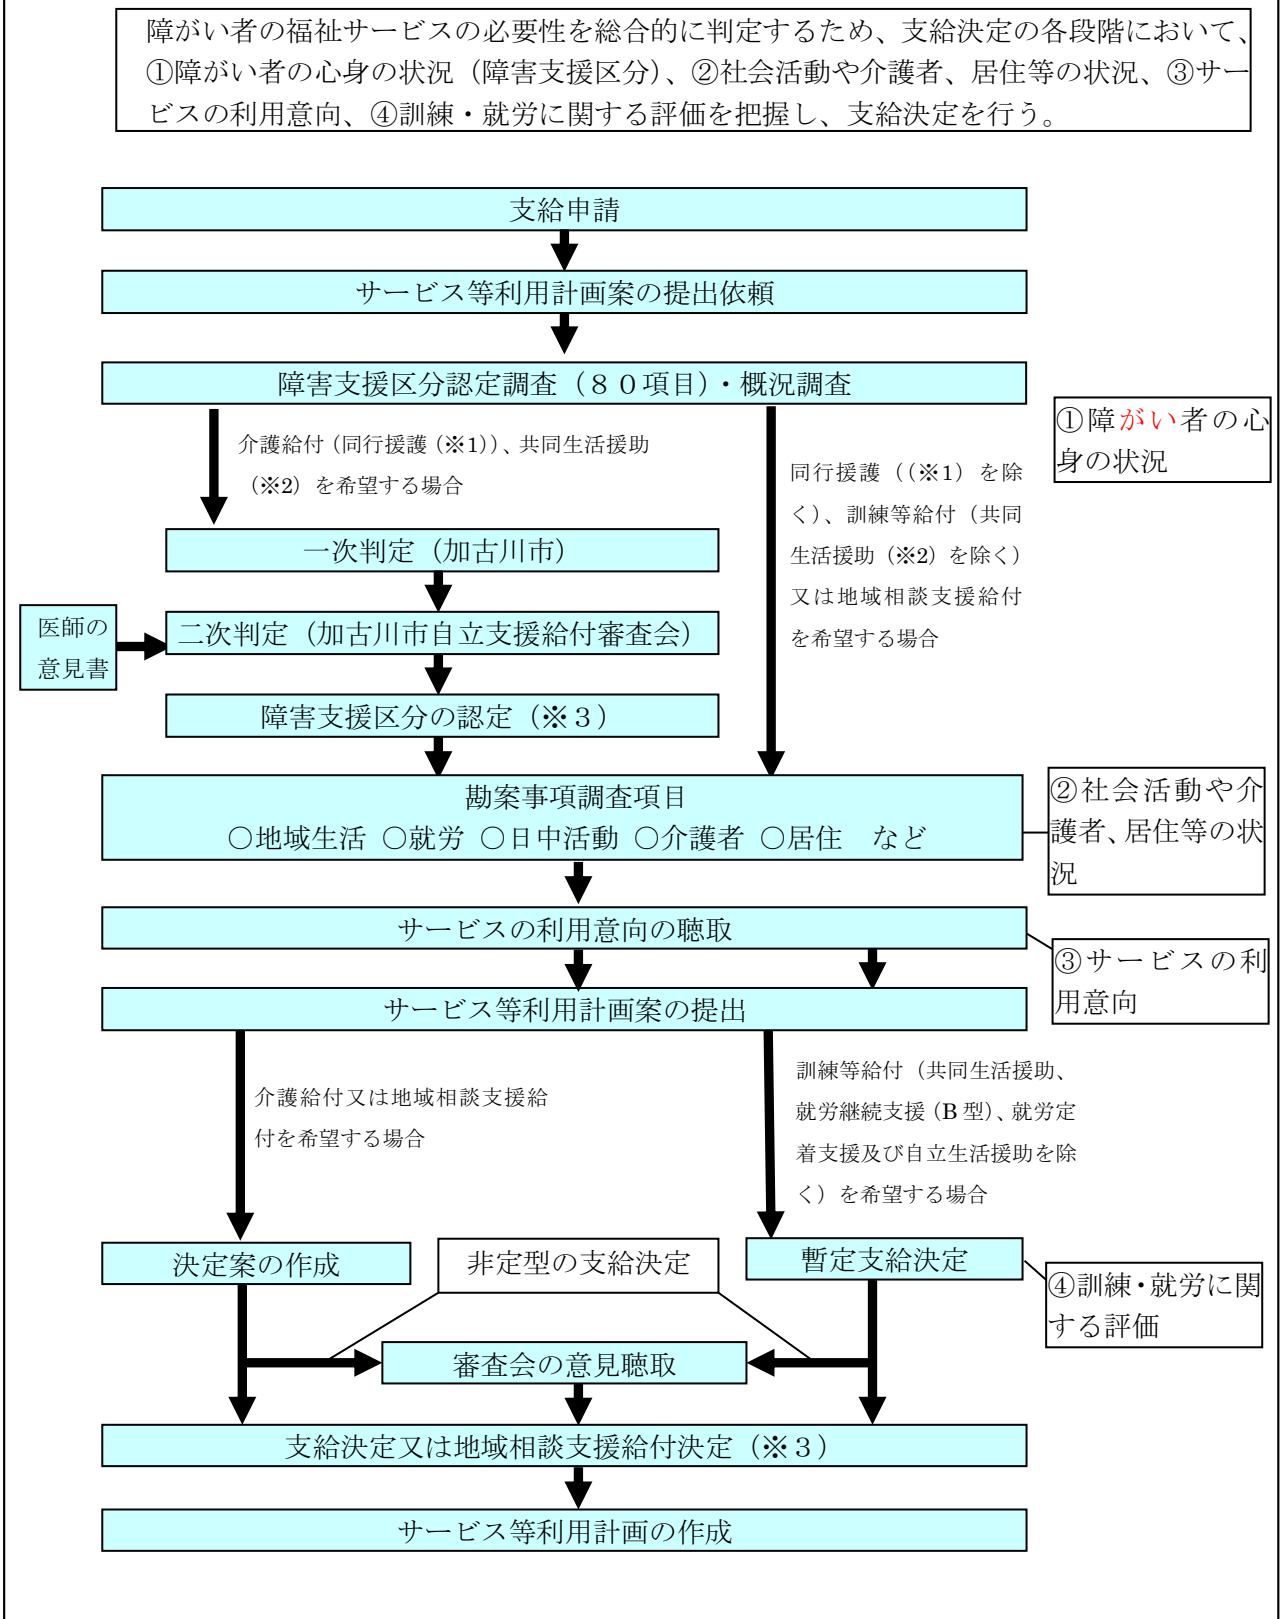 障がい者の福祉サービスの必要性を総合的に判定するため、支給決定の各段階において、
①障がい者の心身の状況（障害支援区分）、②社会活動や介護者、居住等の状況、③サー
ビスの利用意向、④訓練・就労に関する評価を把握し、支給決定を行う。
支給申請
サービス等利用計画案の提出依頼
障害支援区分認定調査（８０項目）・概況調査
①障がい者の心
身の状況
介護給付（同行援護（※1））、共同生活援助
（※2）を希望する場合
同行援護（（※1）を除
く）、訓練等給付（共同
生活援助（※2）を除く）
又は地域相談支援給付
を希望する場合
一次判定（加古川市）
医師の
意見書
二次判定（加古川市自立支援給付審査会）
障害支援区分の認定（※３）
勘案事項調査項目
○地域生活 ○就労 ○日中活動 ○介護者 ○居住　など
②社会活動や介
護者、居住等の状
況
サービスの利用意向の聴取
③サービスの利
用意向
サービス等利用計画案の提出
介護給付又は地域相談支援給
付を希望する場合
訓練等給付（共同生活援助、
就労継続支援（B 型）、就労定
着支援及び自立生活援助を除
く）を希望する場合
決定案の作成
非定型の支給決定
暫定支給決定
④訓練・就労に関
する評価
審査会の意見聴取
支給決定又は地域相談支援給付決定（※３）
サービス等利用計画の作成